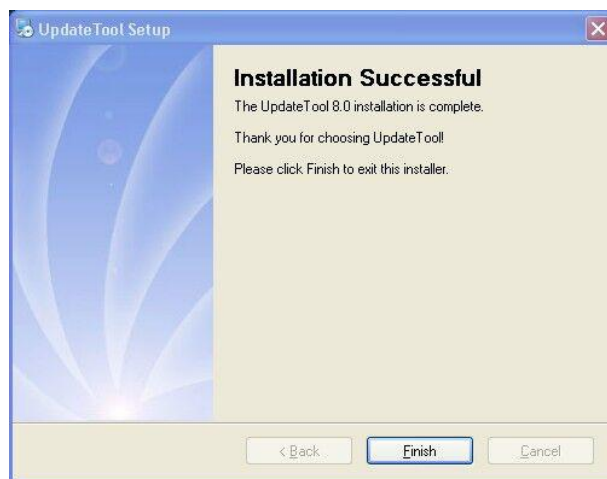 UpdateTool Setup
Installation Successful
The UpdateTool 8.0 installation is complete.
Thank you for choosing UpdateTool!
Please click Finish to exit this installer.
< Back Finish Cancel